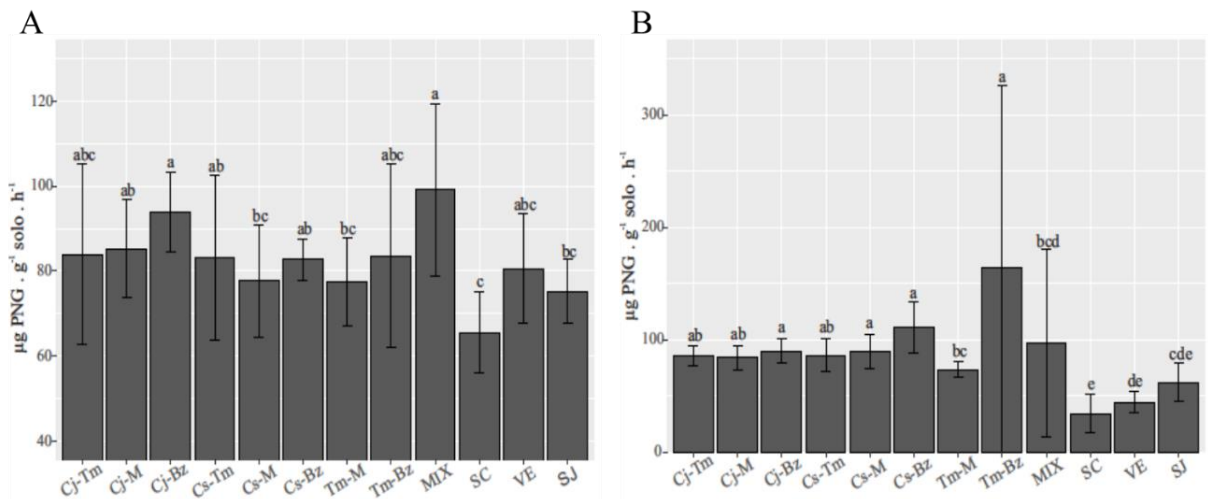 A
B
µg PNG . g⁻¹ solo . h⁻¹
120
100
80
60
40
abc
ab
a
ab
bc
ab
bc
abc
a
c
abc
bc
Cj-Tm
Cj-M
Cj-Bz
Cs-Tm
Cs-M
Cs-Bz
Tm-M
Tm-Bz
MIX
SC
VE
SJ
µg PNG . g⁻¹ solo . h⁻¹
300
200
100
0
ab
ab
a
ab
a
a
bc
a
bcd
e
de
cde
Cj-Tm
Cj-M
Cj-Bz
Cs-Tm
Cs-M
Cs-Bz
Tm-M
Tm-Bz
MIX
SC
VE
SJ